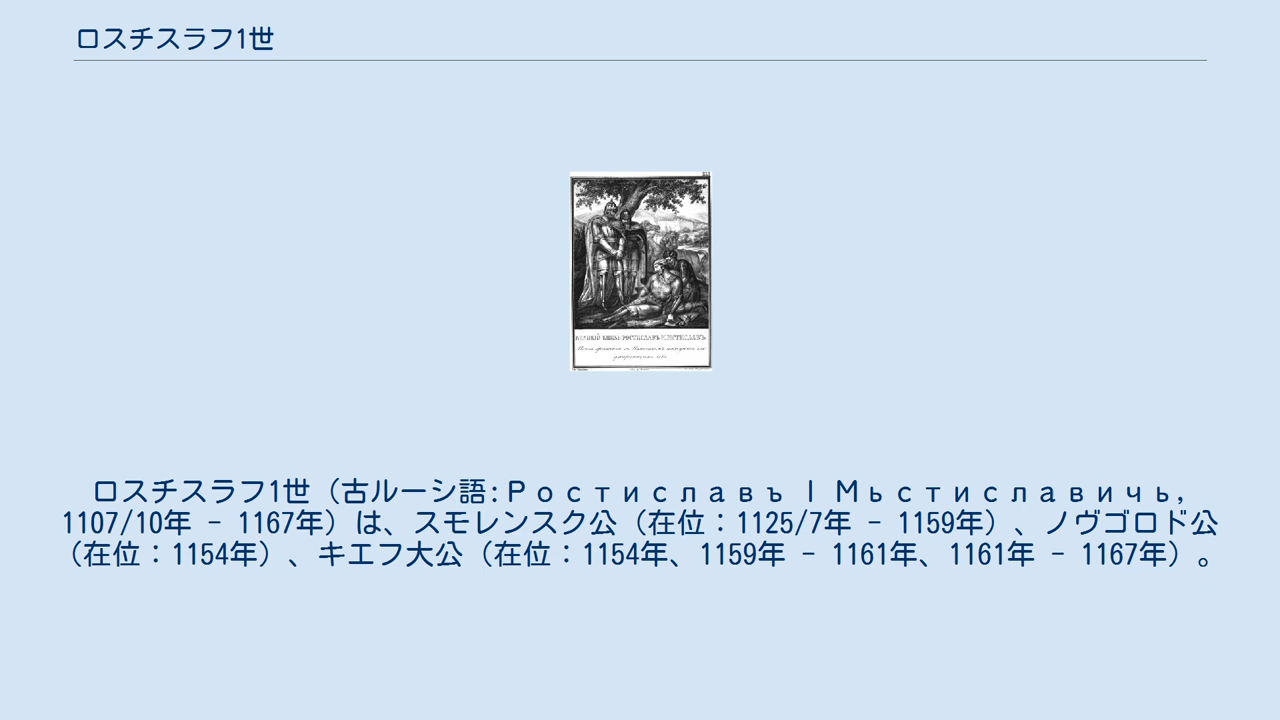 ロスチスラフ1世
ВЕЛИКІЙ КНЯЗЬ РОСТИСЛАВЪ МСТИСЛАВЪ
ロスチスラフ1世（古ルーシ語:Ростиславъ I Мьстиславичь,
1107/10年 - 1167年）は、スモレンスク公（在位：1125/7年 - 1159年）、ノヴゴロド公
（在位：1154年）、キエフ大公（在位：1154年、1159年 - 1161年、1161年 - 1167年）。